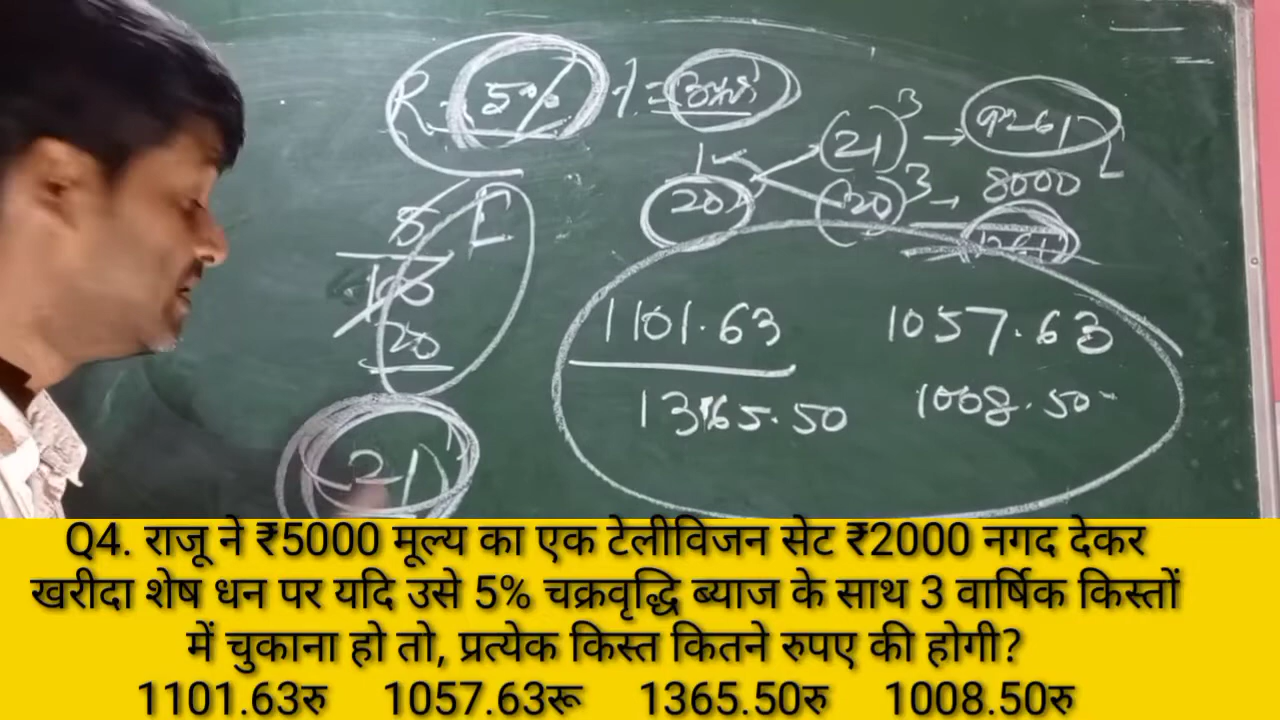 R 5%
(21)³ → 9261
20 (20)³ → 8000
1261
20
21
1101.63 1057.63
1365.50 1008.50
Q4. राजू ने ₹5000 मूल्य का एक टेलीविजन सेट ₹2000 नगद देकर
खरीदा शेष धन पर यदि उसे 5% चक्रवृद्धि ब्याज के साथ 3 वार्षिक किस्तों
में चुकाना हो तो, प्रत्येक किस्त कितने रुपए की होगी?
1101.63रु 1057.63रू 1365.50रु 1008.50रु